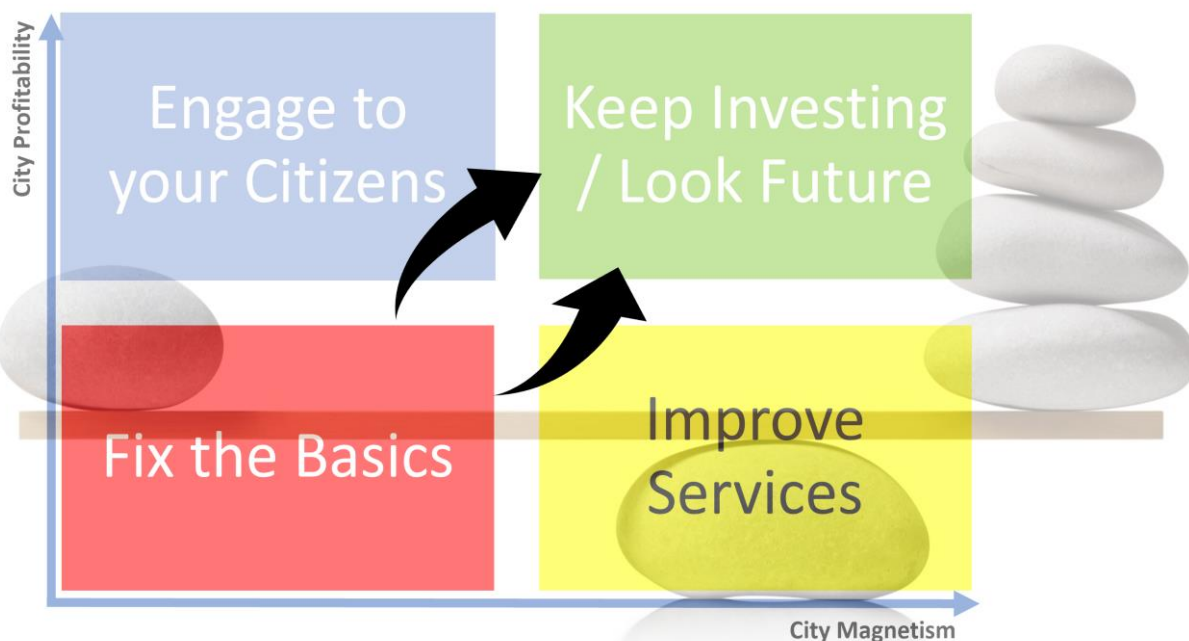 City Profitability
Engage to
your Citizens
Keep Investing
/ Look Future
Fix the Basics
Improve
Services
City Magnetism